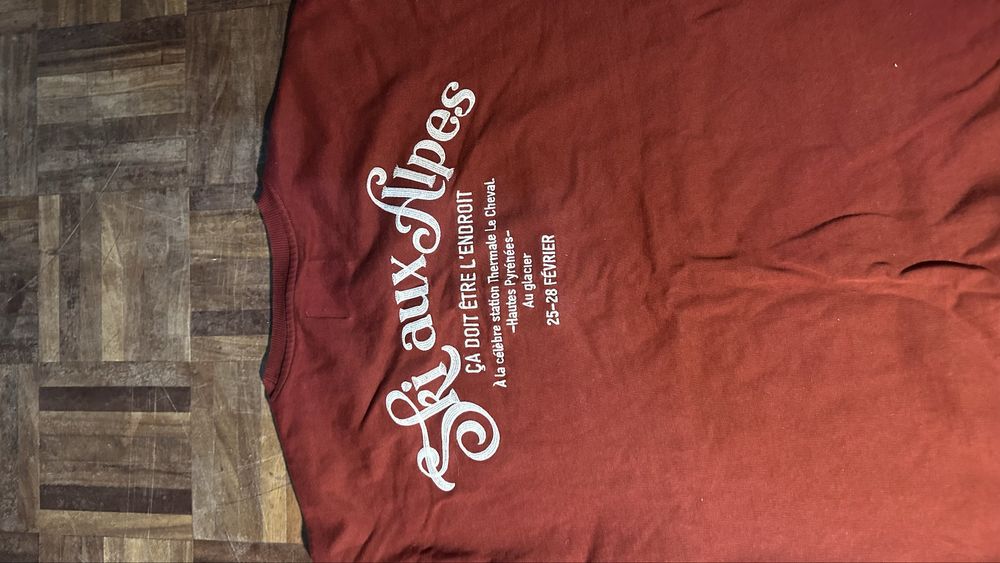 Ski aux Alpes
ÇA DOIT ÊTRE L'ENDROIT
À la célèbre station Thermale Le Cheval.
-Hautes Pyrénées-
Au glacier
25-28 FÉVRIER